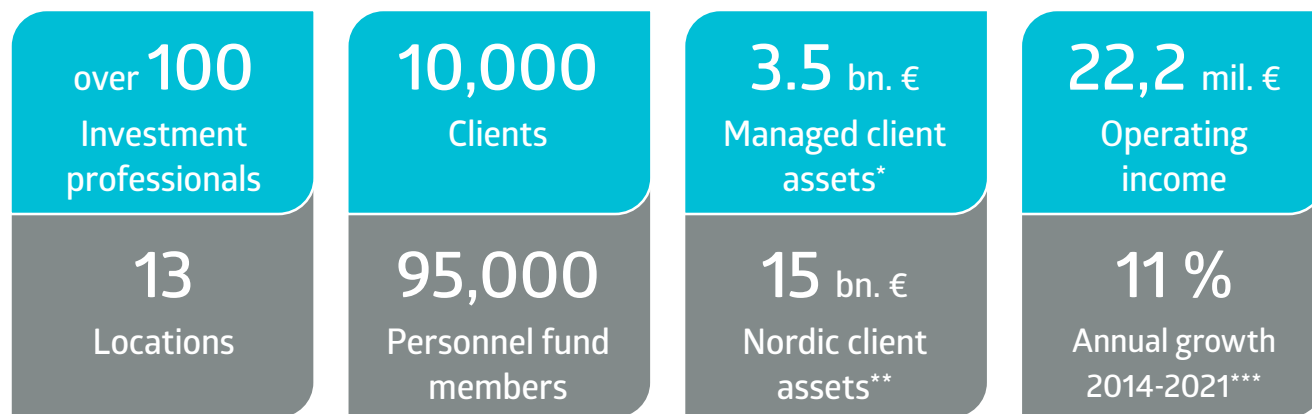 over 100
Investment
professionals
13
Locations
10,000
Clients
95,000
Personnel fund
members
3.5 bn. €
Managed client
assets*
15 bn. €
Nordic client
assets**
22,2 mil. €
Operating
income
11 %
Annual growth
2014-2021***